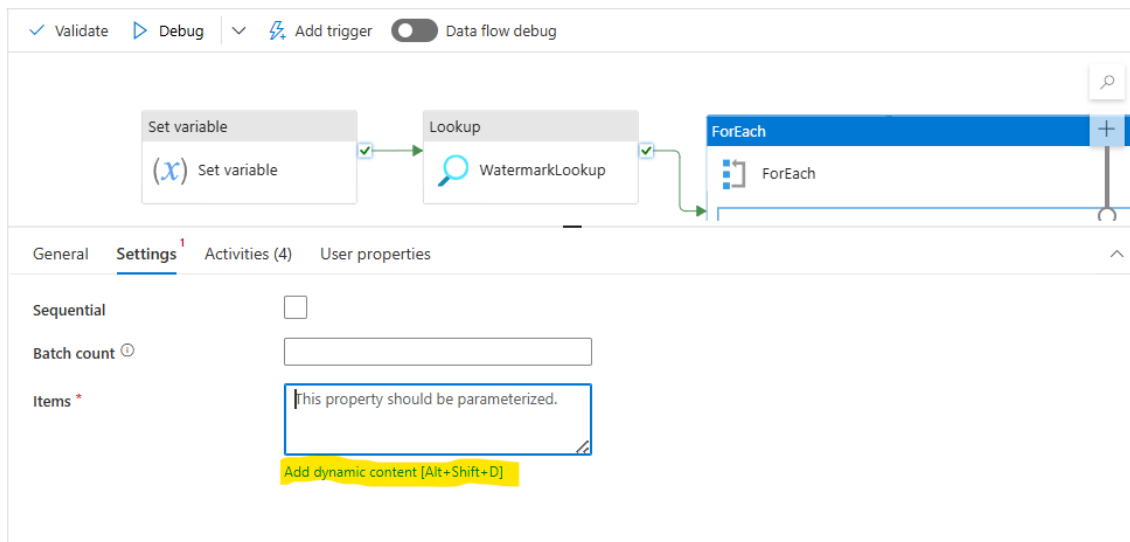 Validate Debug Add trigger Data flow debug
Set variable Lookup ForEach
(x) Set variable WatermarkLookup ForEach
General Settings 1 Activities (4) User properties
Sequential
Batch count
Items * This property should be parameterized.
Add dynamic content [Alt+Shift+D]